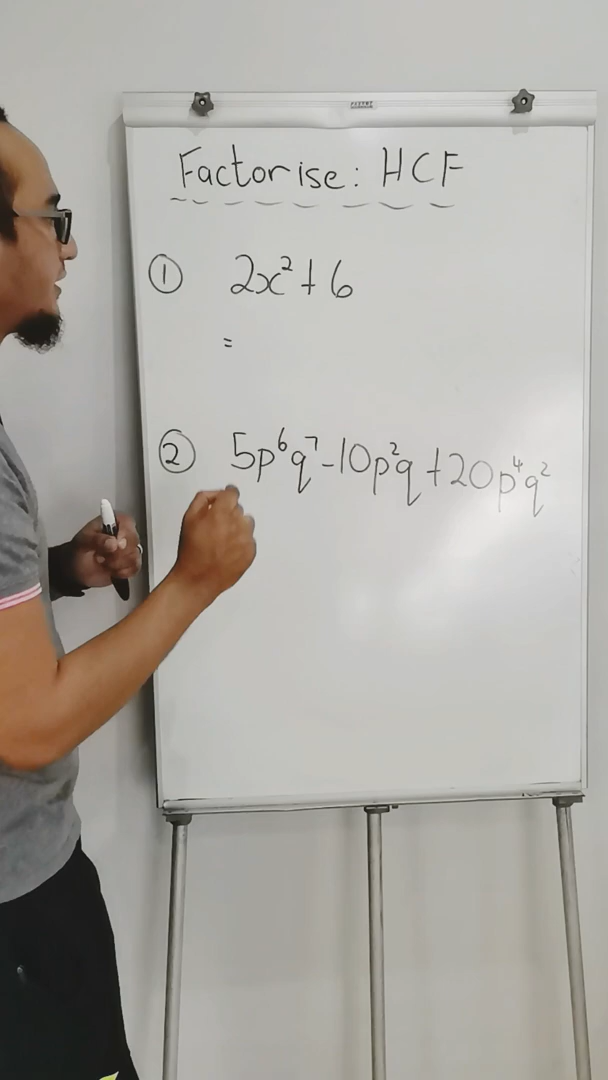 Factorise: HCF
① 2x² + 6
=
② 5p⁶q⁷ - 10p²q + 20p⁴q²